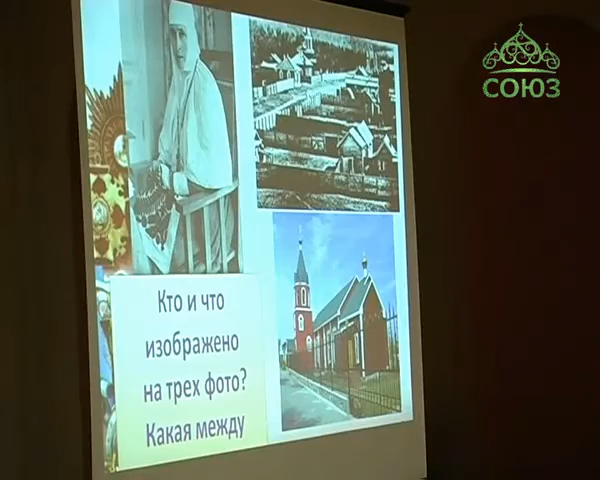 СОЮЗ
Кто и что
изображено
на трех фото?
Какая между